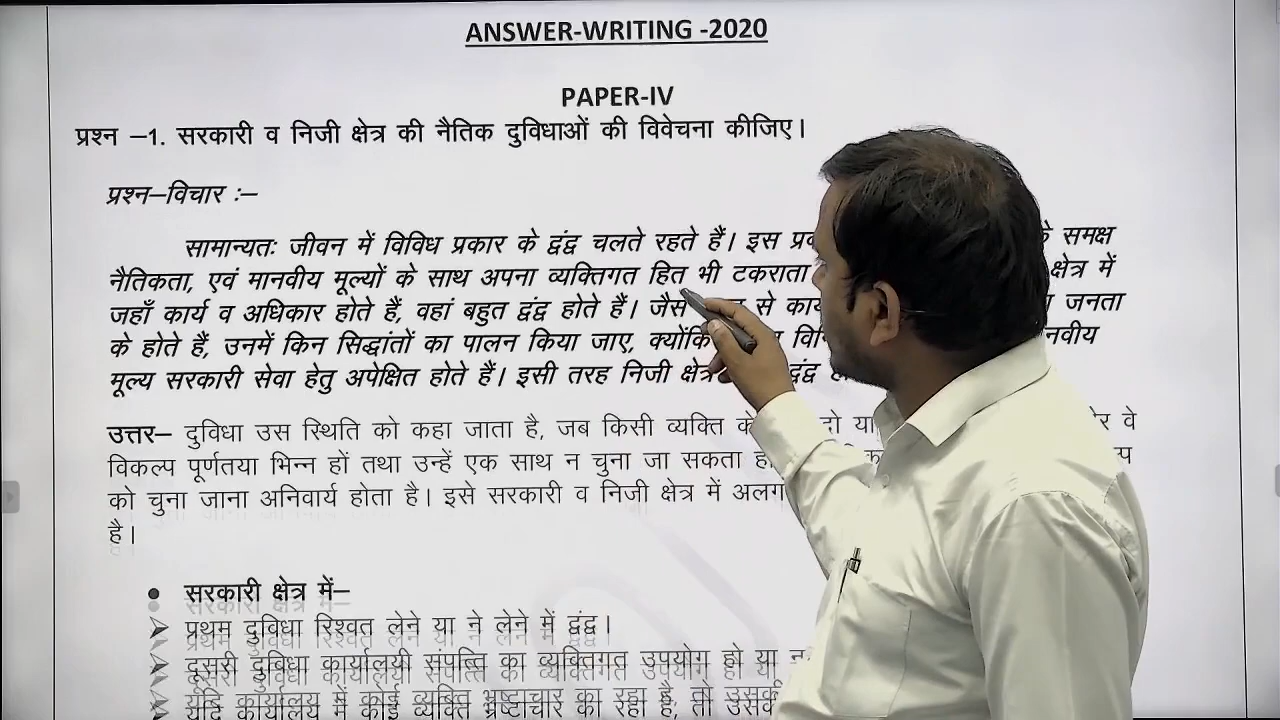 ANSWER-WRITING -2020
PAPER-IV
प्रश्न –1. सरकारी व निजी क्षेत्र की नैतिक दुविधाओं की विवेचना कीजिए।
प्रश्न–विचार :–
सामान्यतः जीवन में विविध प्रकार के द्वंद्व चलते रहते हैं। इस समक्ष
नैतिकता, एवं मानवीय मूल्यों के साथ अपना व्यक्तिगत हित भी टकराता क्षेत्र में
जहाँ कार्य व अधिकार होते हैं, वहां बहुत द्वंद्व होते हैं। जैसे से जनता
के होते हैं, उनमें किन सिद्धांतों का पालन किया जाए, क्योंकि
मूल्य सरकारी सेवा हेतु अपेक्षित होते हैं। इसी तरह निजी क्षेत्र द्वंद्व
उत्तर– दुविधा उस स्थिति को कहा जाता है, जब किसी व्यक्ति दो या वे
विकल्प पूर्णतया भिन्न हों तथा उन्हें एक साथ न चुना जा सकता
को चुना जाना अनिवार्य होता है। इसे सरकारी व निजी क्षेत्र में
है।
• सरकारी क्षेत्र में–
➢ प्रथम दुविधा रिश्वत लेने या ने लेने में द्वंद्व।
➢ दूसरी दुविधा कार्यालयी संपत्ति का व्यक्तिगत उपयोग हो या
➢ यदि कार्यालय में कोई व्यक्ति भ्रष्टाचार का रहा है, तो